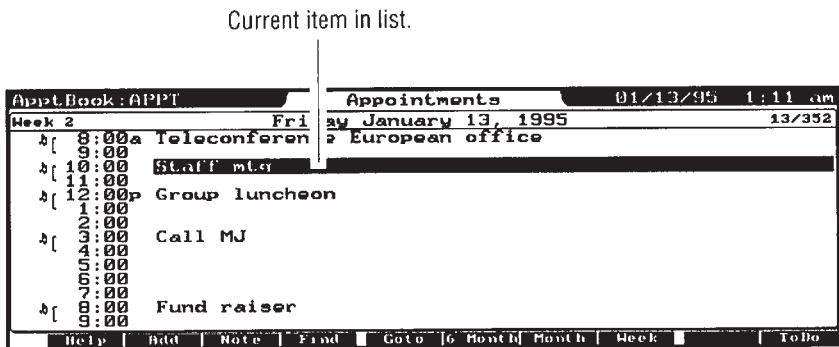 Current item in list.
Appt.Book:APPT Appointments 01/13/95 1:11 am
Week 2 Friday January 13, 1995 13/352
8:00a Teleconference European office
9:00
10:00 Staff mtg
11:00
12:00p Group luncheon
1:00
2:00
3:00 Call MJ
4:00
5:00
6:00
7:00
8:00 Fund raiser
9:00
Help Add Note Find Goto 6 Month Month Week ToDo